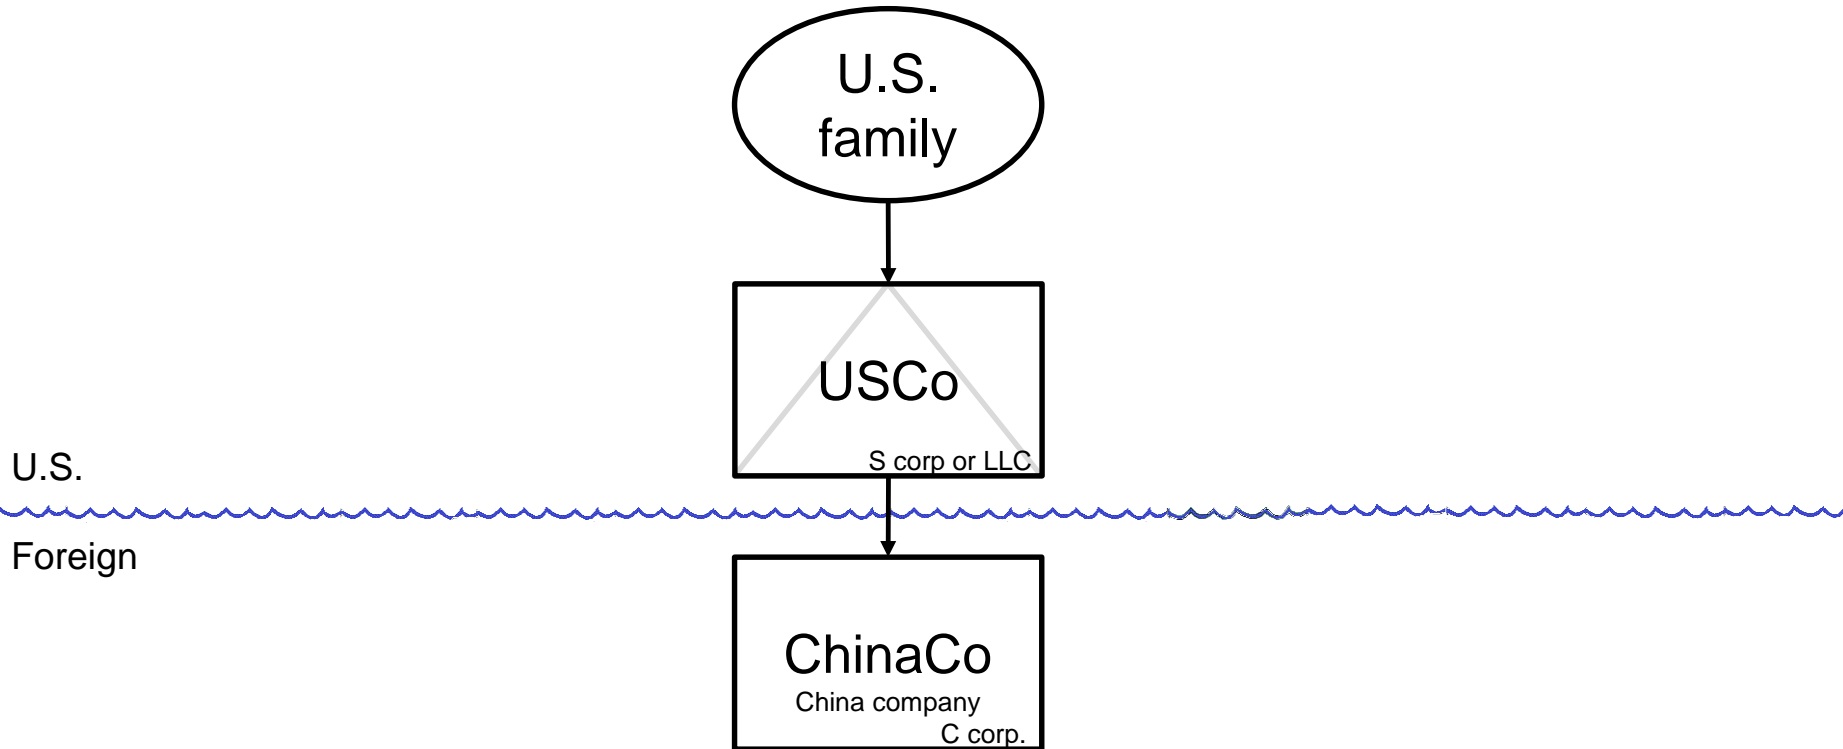 U.S.
family
USCo
S corp or LLC
U.S.
Foreign
ChinaCo
China company
C corp.